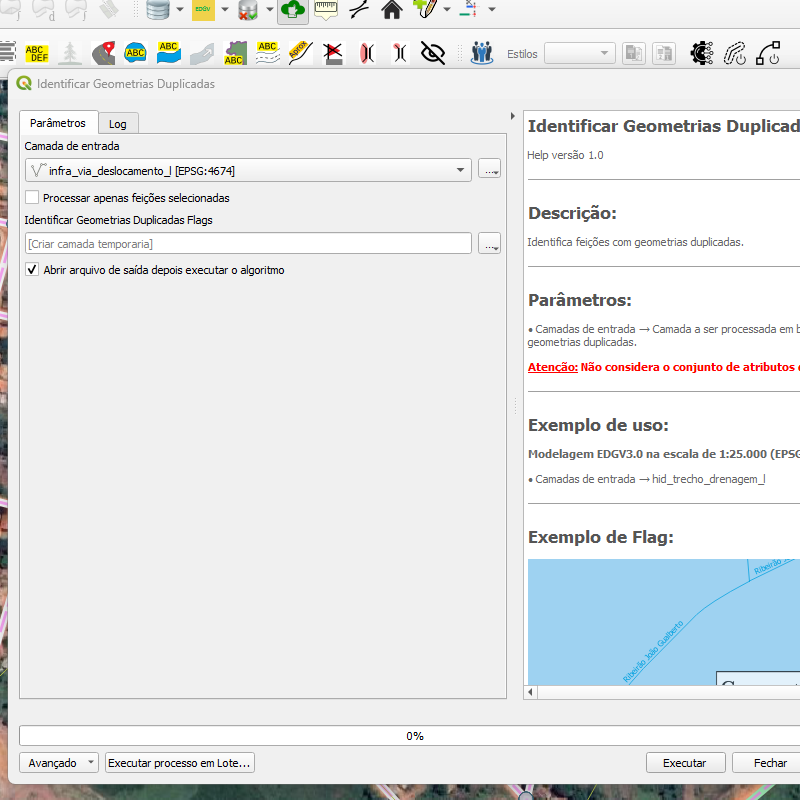 EDGV
ABC
DEF
ABC
ABC
ABC
ABC
Aprox
Estilos
Identificar Geometrias Duplicadas
Parâmetros
Log
Camada de entrada
infra_via_deslocamento_l [EPSG:4674]
...
Processar apenas feições selecionadas
Identificar Geometrias Duplicadas Flags
[Criar camada temporaria]
...
Abrir arquivo de saída depois executar o algoritmo
Identificar Geometrias Duplicad
Help versão 1.0
Descrição:
Identifica feições com geometrias duplicadas.
Parâmetros:
• Camadas de entrada → Camada a ser processada em b
geometrias duplicadas.
Atenção: Não considera o conjunto de atributos
Exemplo de uso:
Modelagem EDGV3.0 na escala de 1:25.000 (EPSG
• Camadas de entrada → hid_trecho_drenagem_l
Exemplo de Flag:
Ribeirão
Ribeirão João Gualberto
0%
Avançado
Executar processo em Lote...
Executar
Fechar